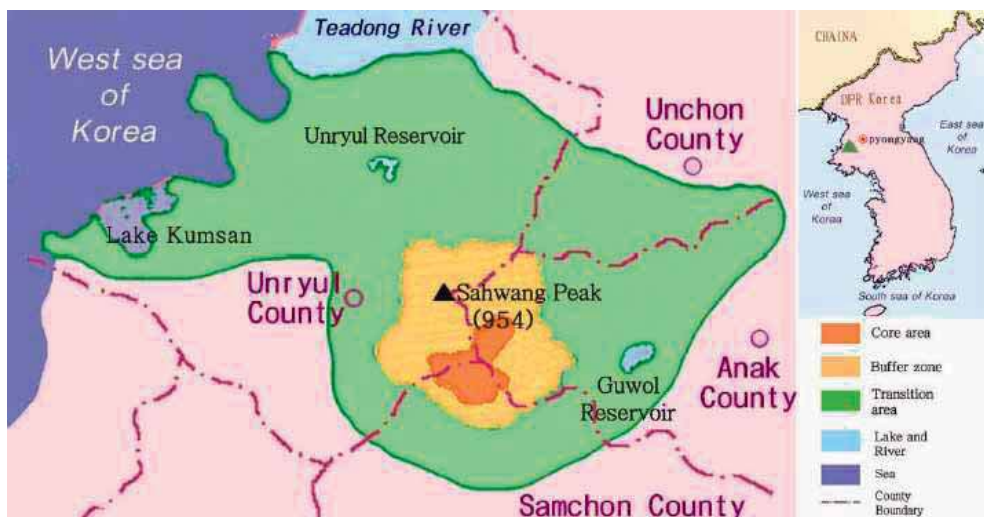 Teadong River
West sea
of
Korea
Unryul Reservoir
Unchon
County
Lake Kumsan
Unryul
County
Sahwang Peak
(954)
Guwol
Reservoir
Anak
County
Samchon County
CHAINA
DPR Korea
pyongyang
East sea
of Korea
West sea
of Korea
South sea of Korea
Core area
Buffer zone
Transition
area
Lake and
River
Sea
County
Boundary